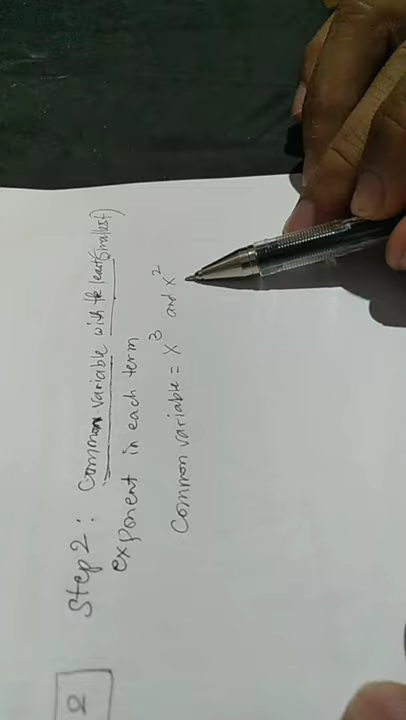 2
Step 2: Common variable with the least (smallest)
exponent in each term
Common variable = x³ and x²